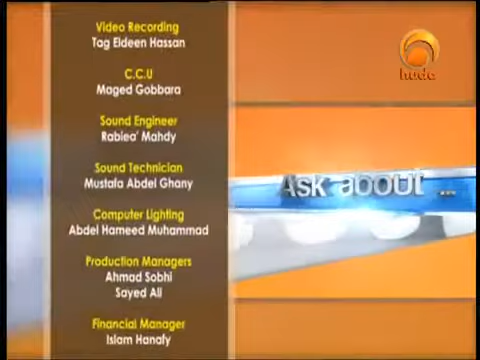 Video Recording
Tag Eldeen Hassan
C.C.U
Maged Gobbara
Sound Engineer
Rabiea' Mahdy
Sound Technician
Mustafa Abdel Ghany
Computer Lighting
Abdel Hameed Muhammad
Production Managers
Ahmad Sobhi
Sayed Ali
Financial Manager
Islam Hanafy
huda
Ask about ...